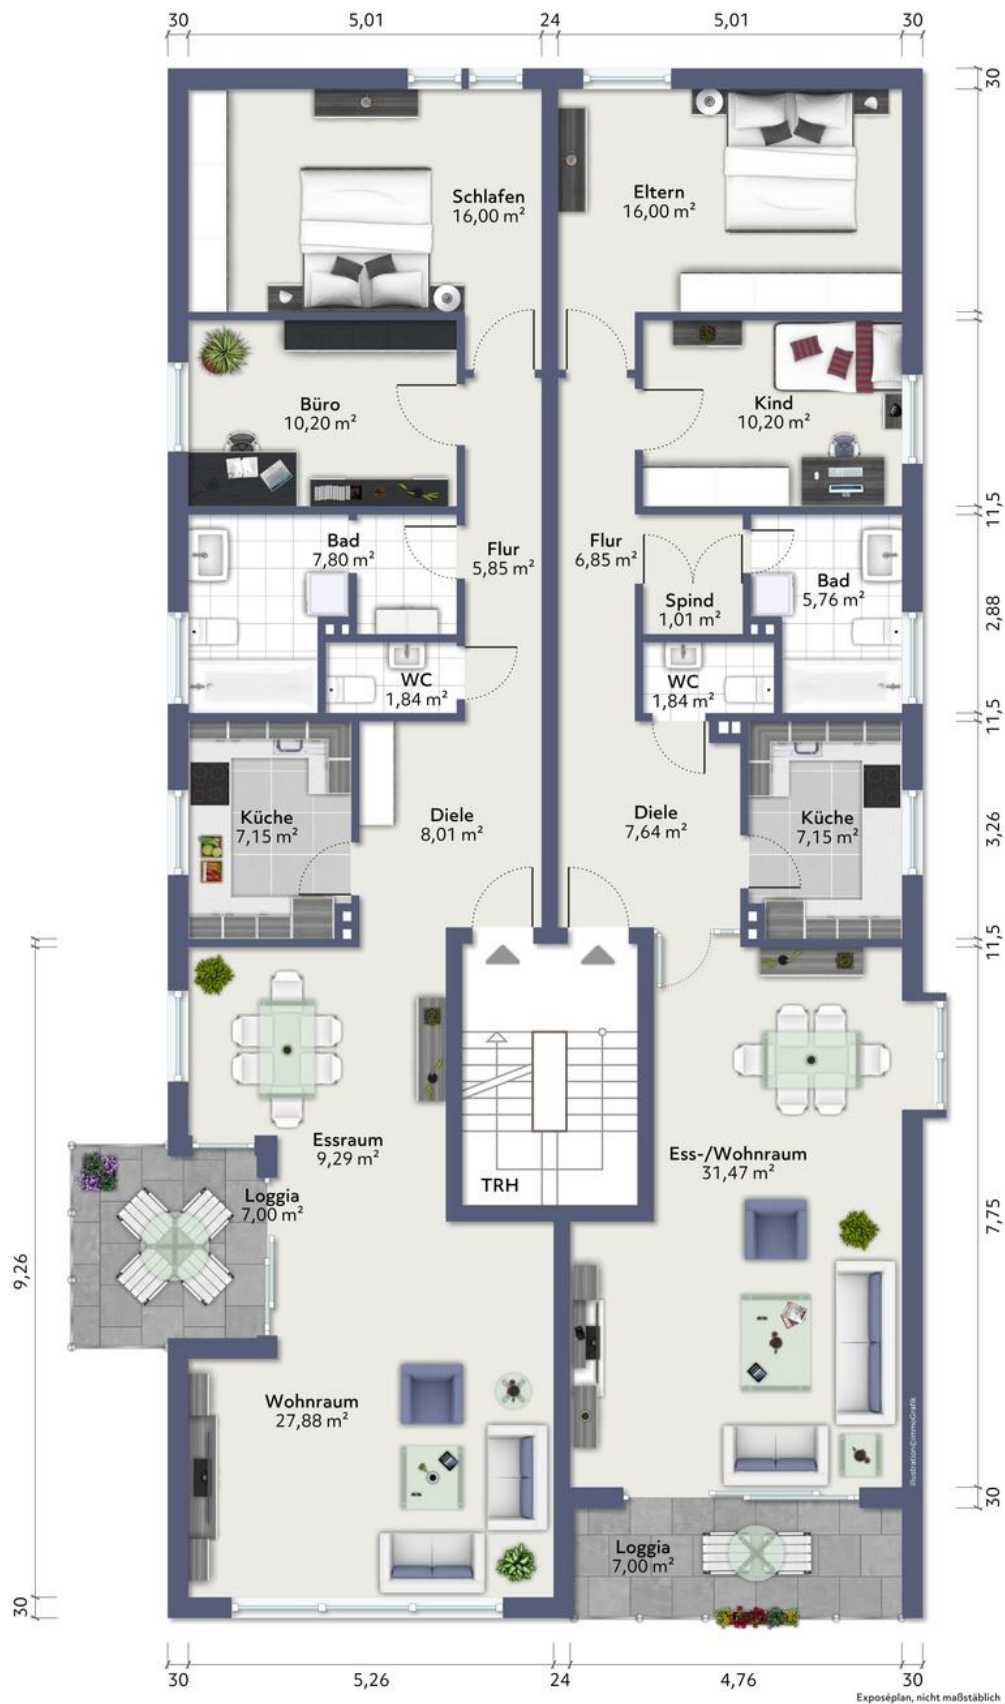 30 5,01 24 5,01 30
30
Schlafen
16,00 m²
Eltern
16,00 m²
Büro
10,20 m²
Kind
10,20 m²
11,5
Bad
7,80 m²
Flur
5,85 m²
Flur
6,85 m²
Spind
1,01 m²
Bad
5,76 m²
2,88
WC
1,84 m²
WC
1,84 m²
11,5
Küche
7,15 m²
Diele
8,01 m²
Diele
7,64 m²
Küche
7,15 m²
3,26
11,5
Essraum
9,29 m²
TRH
Ess-/Wohnraum
31,47 m²
Loggia
7,00 m²
7,75
9,26
Wohnraum
27,88 m²
Illustration©ImmoGrafik
30
Loggia
7,00 m²
30
30 5,26 24 4,76 30
Exposéplan, nicht maßstäblich